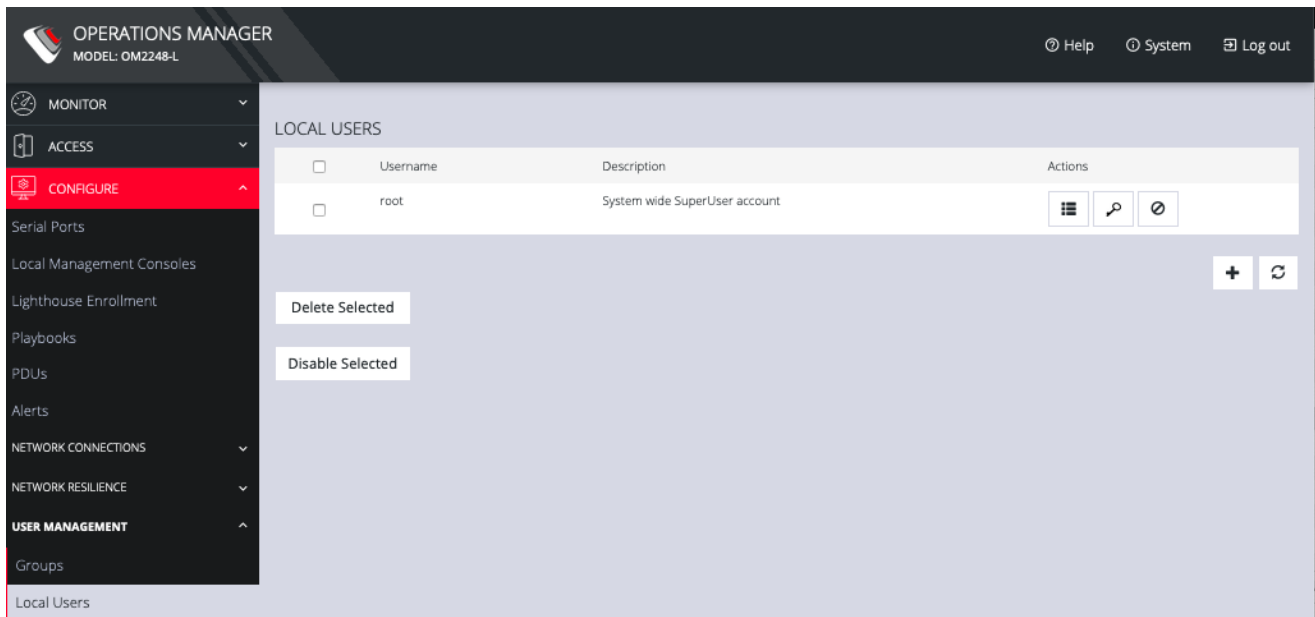 OPERATIONS MANAGER
MODEL: OM2248-L
Help
System
Log out
MONITOR
ACCESS
CONFIGURE
Serial Ports
Local Management Consoles
Lighthouse Enrollment
Playbooks
PDUs
Alerts
NETWORK CONNECTIONS
NETWORK RESILIENCE
USER MANAGEMENT
Groups
Local Users
LOCAL USERS
Username Description Actions
root System wide SuperUser account
Delete Selected
Disable Selected